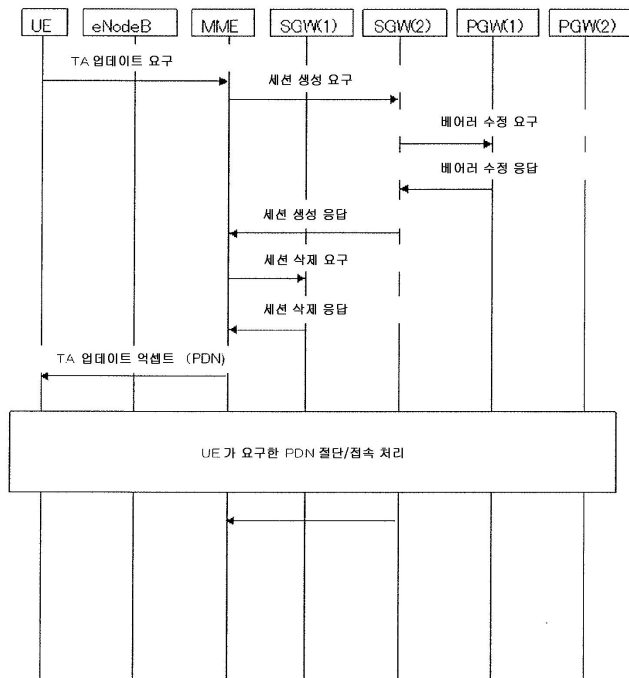 UE eNodeB MME SGW(1) SGW(2) PGW(1) PGW(2)
TA 업데이트 요구
세션 생성 요구
베어러 수정 요구
베어러 수정 응답
세션 생성 응답
세션 삭제 요구
세션 삭제 응답
TA 업데이트 억셉트 (PDN)
UE가 요구한 PDN 절단/접속 처리